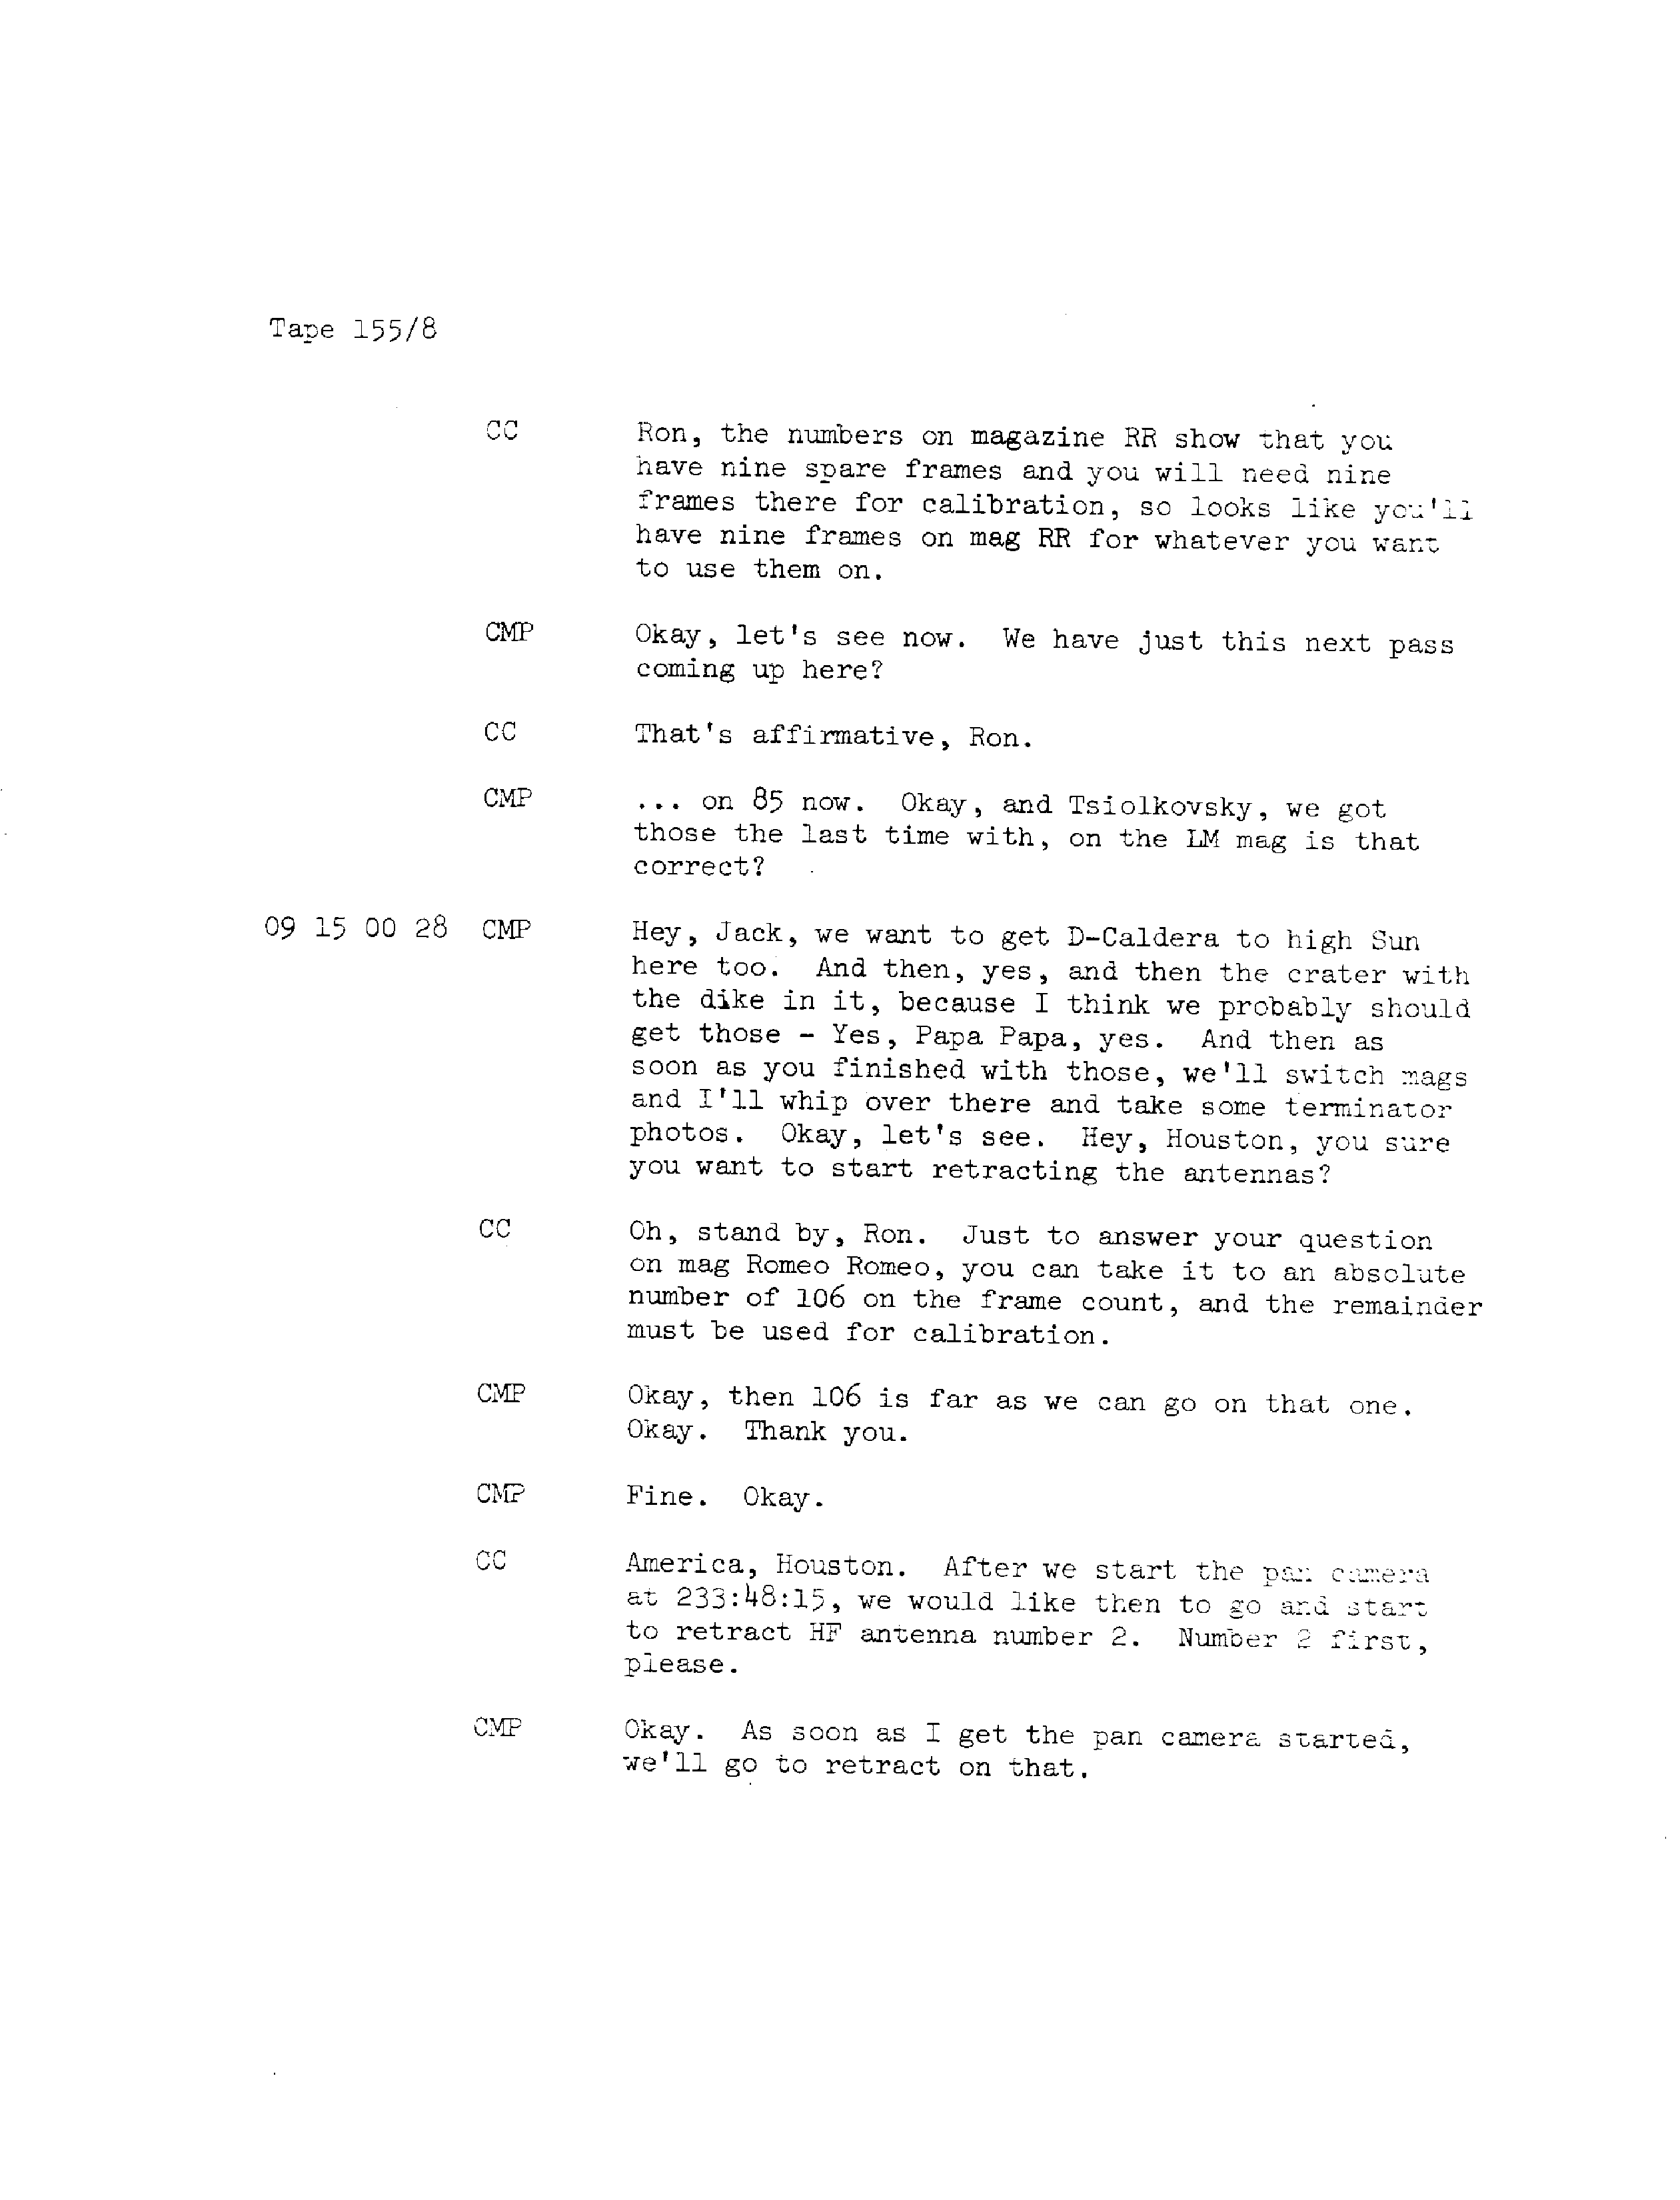 Tape 155/8
CC Ron, the numbers on magazine RR show that you
have nine spare frames and you will need nine
frames there for calibration, so looks like you'll
have nine frames on mag RR for whatever you want
to use them on.
CMP Okay, let's see now. We have just this next pass
coming up here?
CC That's affirmative, Ron.
CMP ... on 85 now. Okay, and Tsiolkovsky, we got
those the last time with, on the LM mag is that
correct?
09 15 00 28 CMP Hey, Jack, we want to get D-Caldera to high Sun
here too. And then, yes, and then the crater with
the dike in it, because I think we probably should
get those - Yes, Papa Papa, yes. And then as
soon as you finished with those, we'll switch mags
and I'll whip over there and take some terminator
photos. Okay, let's see. Hey, Houston, you sure
you want to start retracting the antennas?
CC Oh, stand by, Ron. Just to answer your question
on mag Romeo Romeo, you can take it to an absolute
number of 106 on the frame count, and the remainder
must be used for calibration.
CMP Okay, then 106 is far as we can go on that one.
Okay. Thank you.
CMP Fine. Okay.
CC America, Houston. After we start the pan camera
at 233:48:15, we would like then to go and start
to retract HF antenna number 2. Number 2 first,
please.
CMP Okay. As soon as I get the pan camera started,
we'll go to retract on that.